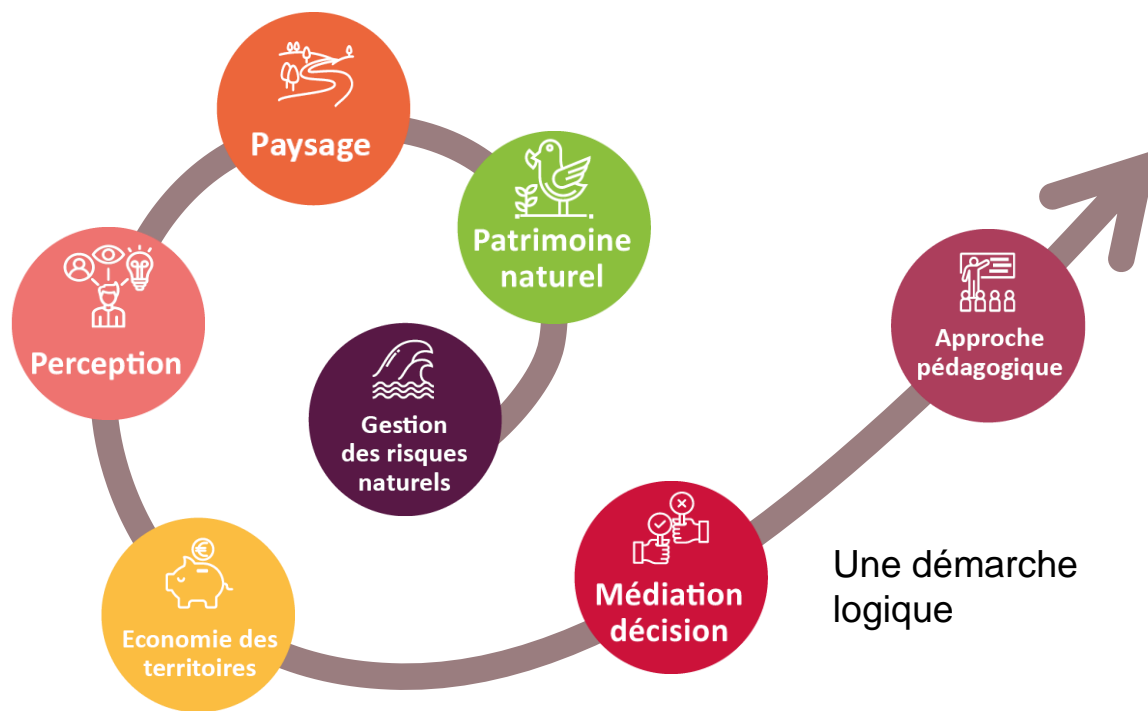 Paysage
Patrimoine
naturel
Perception
Gestion
des risques
naturels
Approche
pédagogique
Economie des
territoires
Médiation
décision
Une démarche
logique